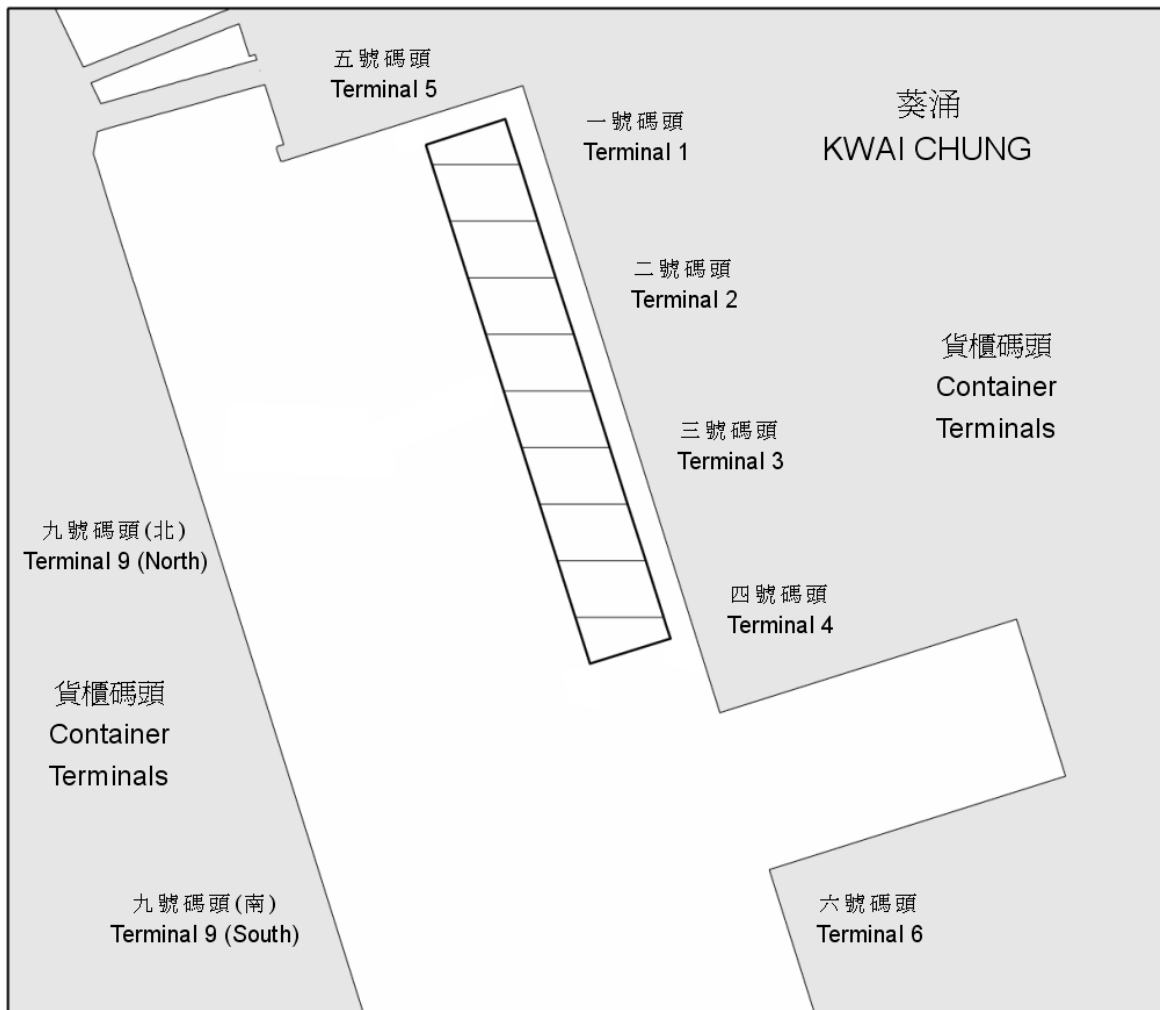 五號碼頭
Terminal 5
一號碼頭
Terminal 1
葵涌
KWAI CHUNG
二號碼頭
Terminal 2
貨櫃碼頭
Container
Terminals
三號碼頭
Terminal 3
九號碼頭(北)
Terminal 9 (North)
四號碼頭
Terminal 4
貨櫃碼頭
Container
Terminals
九號碼頭(南)
Terminal 9 (South)
六號碼頭
Terminal 6